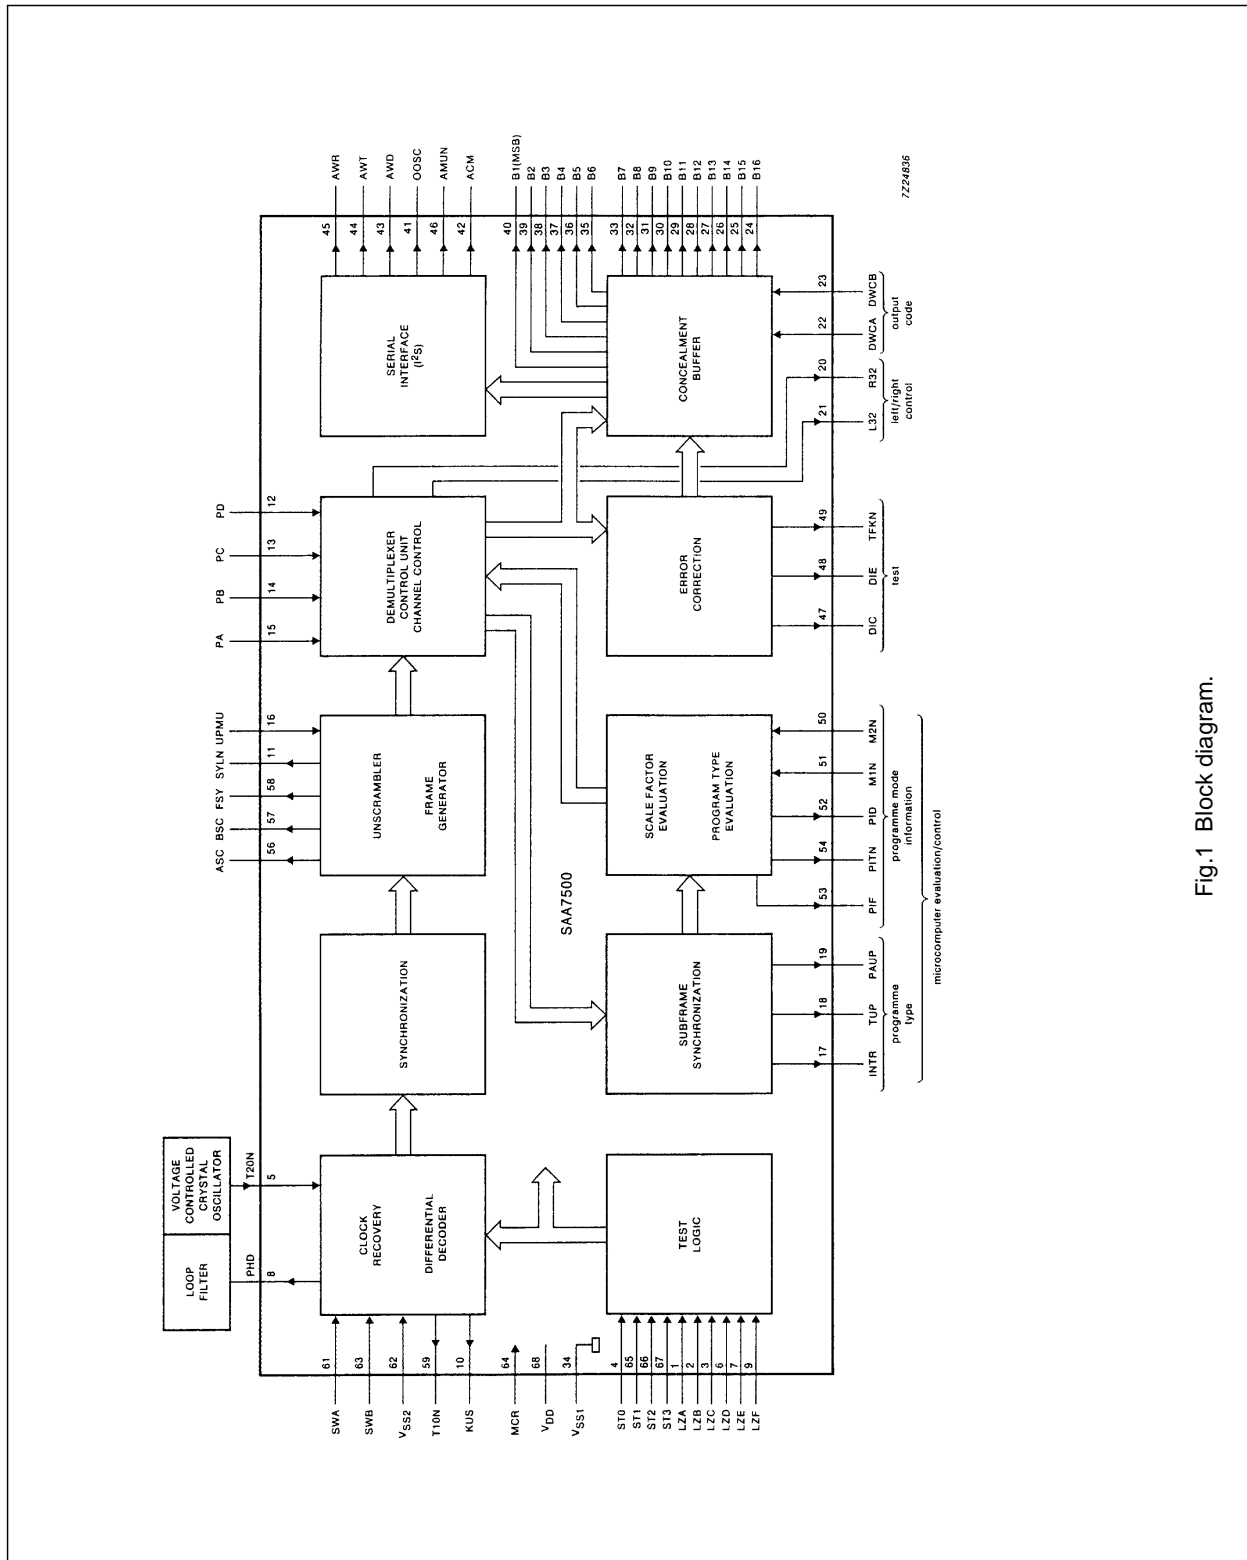 VOLTAGE
CONTROLLED
CRYSTAL
OSCILLATOR
LOOP
FILTER
T20N
5
PHD
8
ASC
56
BSC
57
FSY
58
SYLN
11
UPMU
16
PA
15
PB
14
PC
13
PD
12
SWA
61
SWB
63
VSS2
62
T10N
59
KUS
10
MCR
64
VDD
68
VSS1
34
ST0
4
ST1
65
ST2
66
ST3
67
LZA
1
LZB
2
LZC
3
LZD
6
LZE
7
LZF
9
CLOCK
RECOVERY
DIFFERENTIAL
DECODER
SYNCHRONIZATION
UNSCRAMBLER
FRAME
GENERATOR
DEMUTIPLEXER
CONTROL UNIT
CHANNEL CONTROL
SERIAL
INTERFACE
(I2S)
SAA7500
TEST
LOGIC
SUBFRAME
SYNCHRONIZATION
SCALE FACTOR
EVALUATION
PROGRAM TYPE
EVALUATION
ERROR
CORRECTION
CONCEALMENT
BUFFER
45
AWR
44
AWT
43
AWD
41
OOSC
46
AMUN
42
ACM
40
B1(MSB)
39
B2
38
B3
37
B4
36
B5
35
B6
33
B7
32
B8
31
B9
30
B10
29
B11
28
B12
27
B13
26
B14
25
B15
24
B16
17
INTR
18
TUP
19
PAUP
programme
type
53
PIF
54
PITN
52
PID
51
M1N
50
M2N
programme mode
information
microcomputer evaluation/control
47
DIC
48
DIE
49
TFKN
test
21
L32
20
R32
left/right
control
22
DWCA
23
DWCB
output
code
7Z24836
Fig.1 Block diagram.